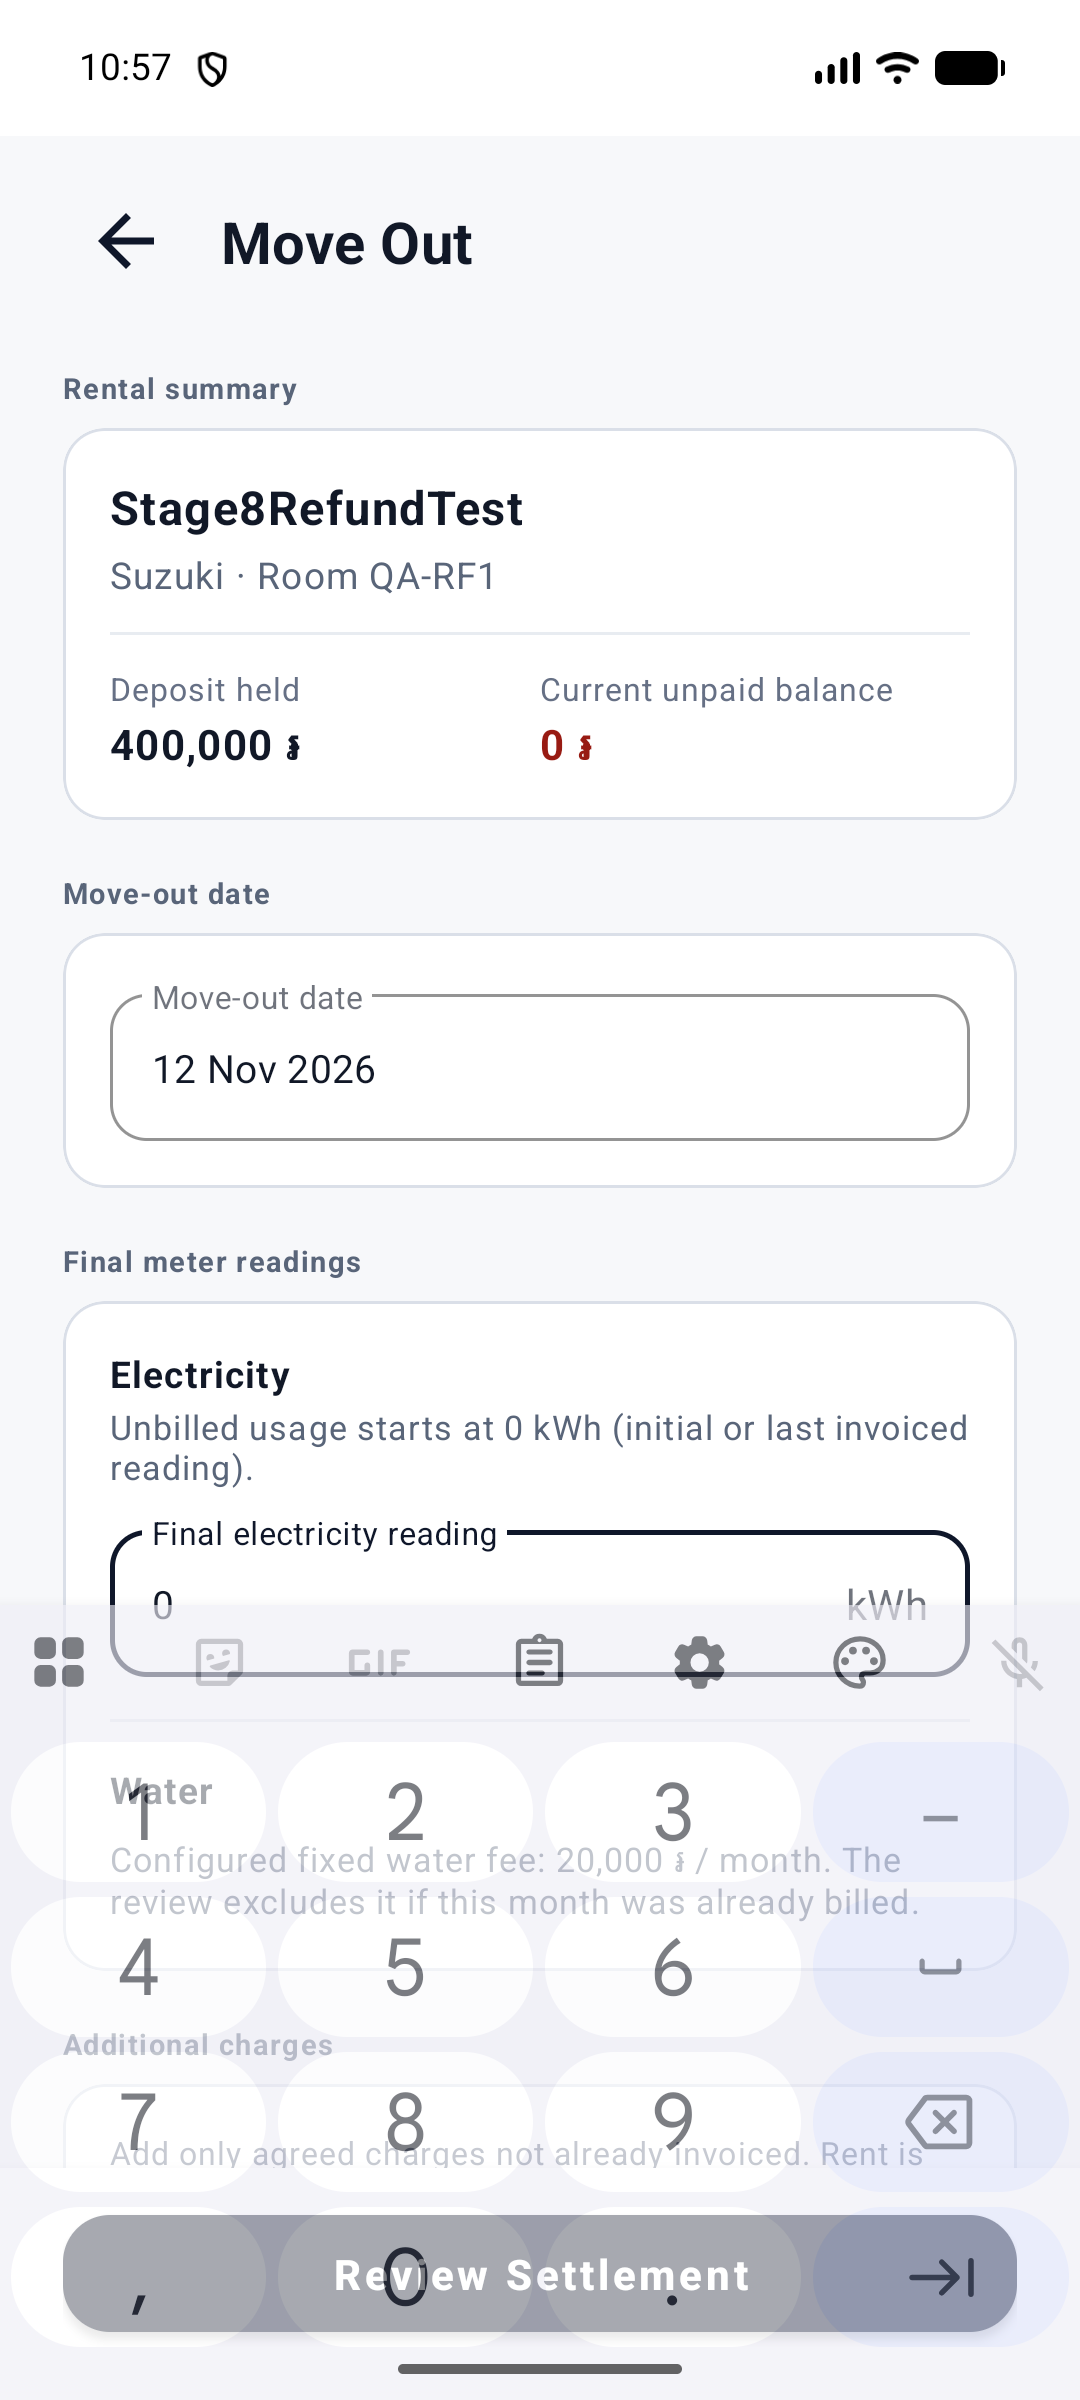 10:57
Move Out
Rental summary
Stage8RefundTest
Suzuki · Room QA-RF1
Deposit held
400,000 ៛
Current unpaid balance
0 ៛
Move-out date
Move-out date
12 Nov 2026
Final meter readings
Electricity
Unbilled usage starts at 0 kWh (initial or last invoiced
reading).
Final electricity reading
0 kWh
GIF
Water
Configured fixed water fee: 20,000 ៛ / month. The
review excludes it if this month was already billed.
Additional charges
Add only agreed charges not already invoiced. Rent is
1 2 3 –
4 5 6
7 8 9
, 0 .
Review Settlement